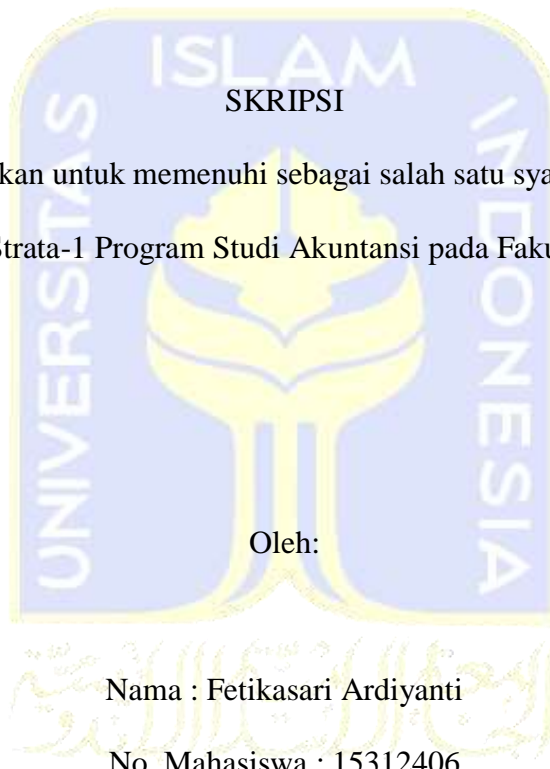 ISLAM
UNIVERSITAS
INDONESIA
SKRIPSI
kan untuk memenuhi sebagai salah satu sya
Strata-1 Program Studi Akuntansi pada Faku
Oleh:
Nama : Fetikasari Ardiyanti
No. Mahasiswa : 15312406